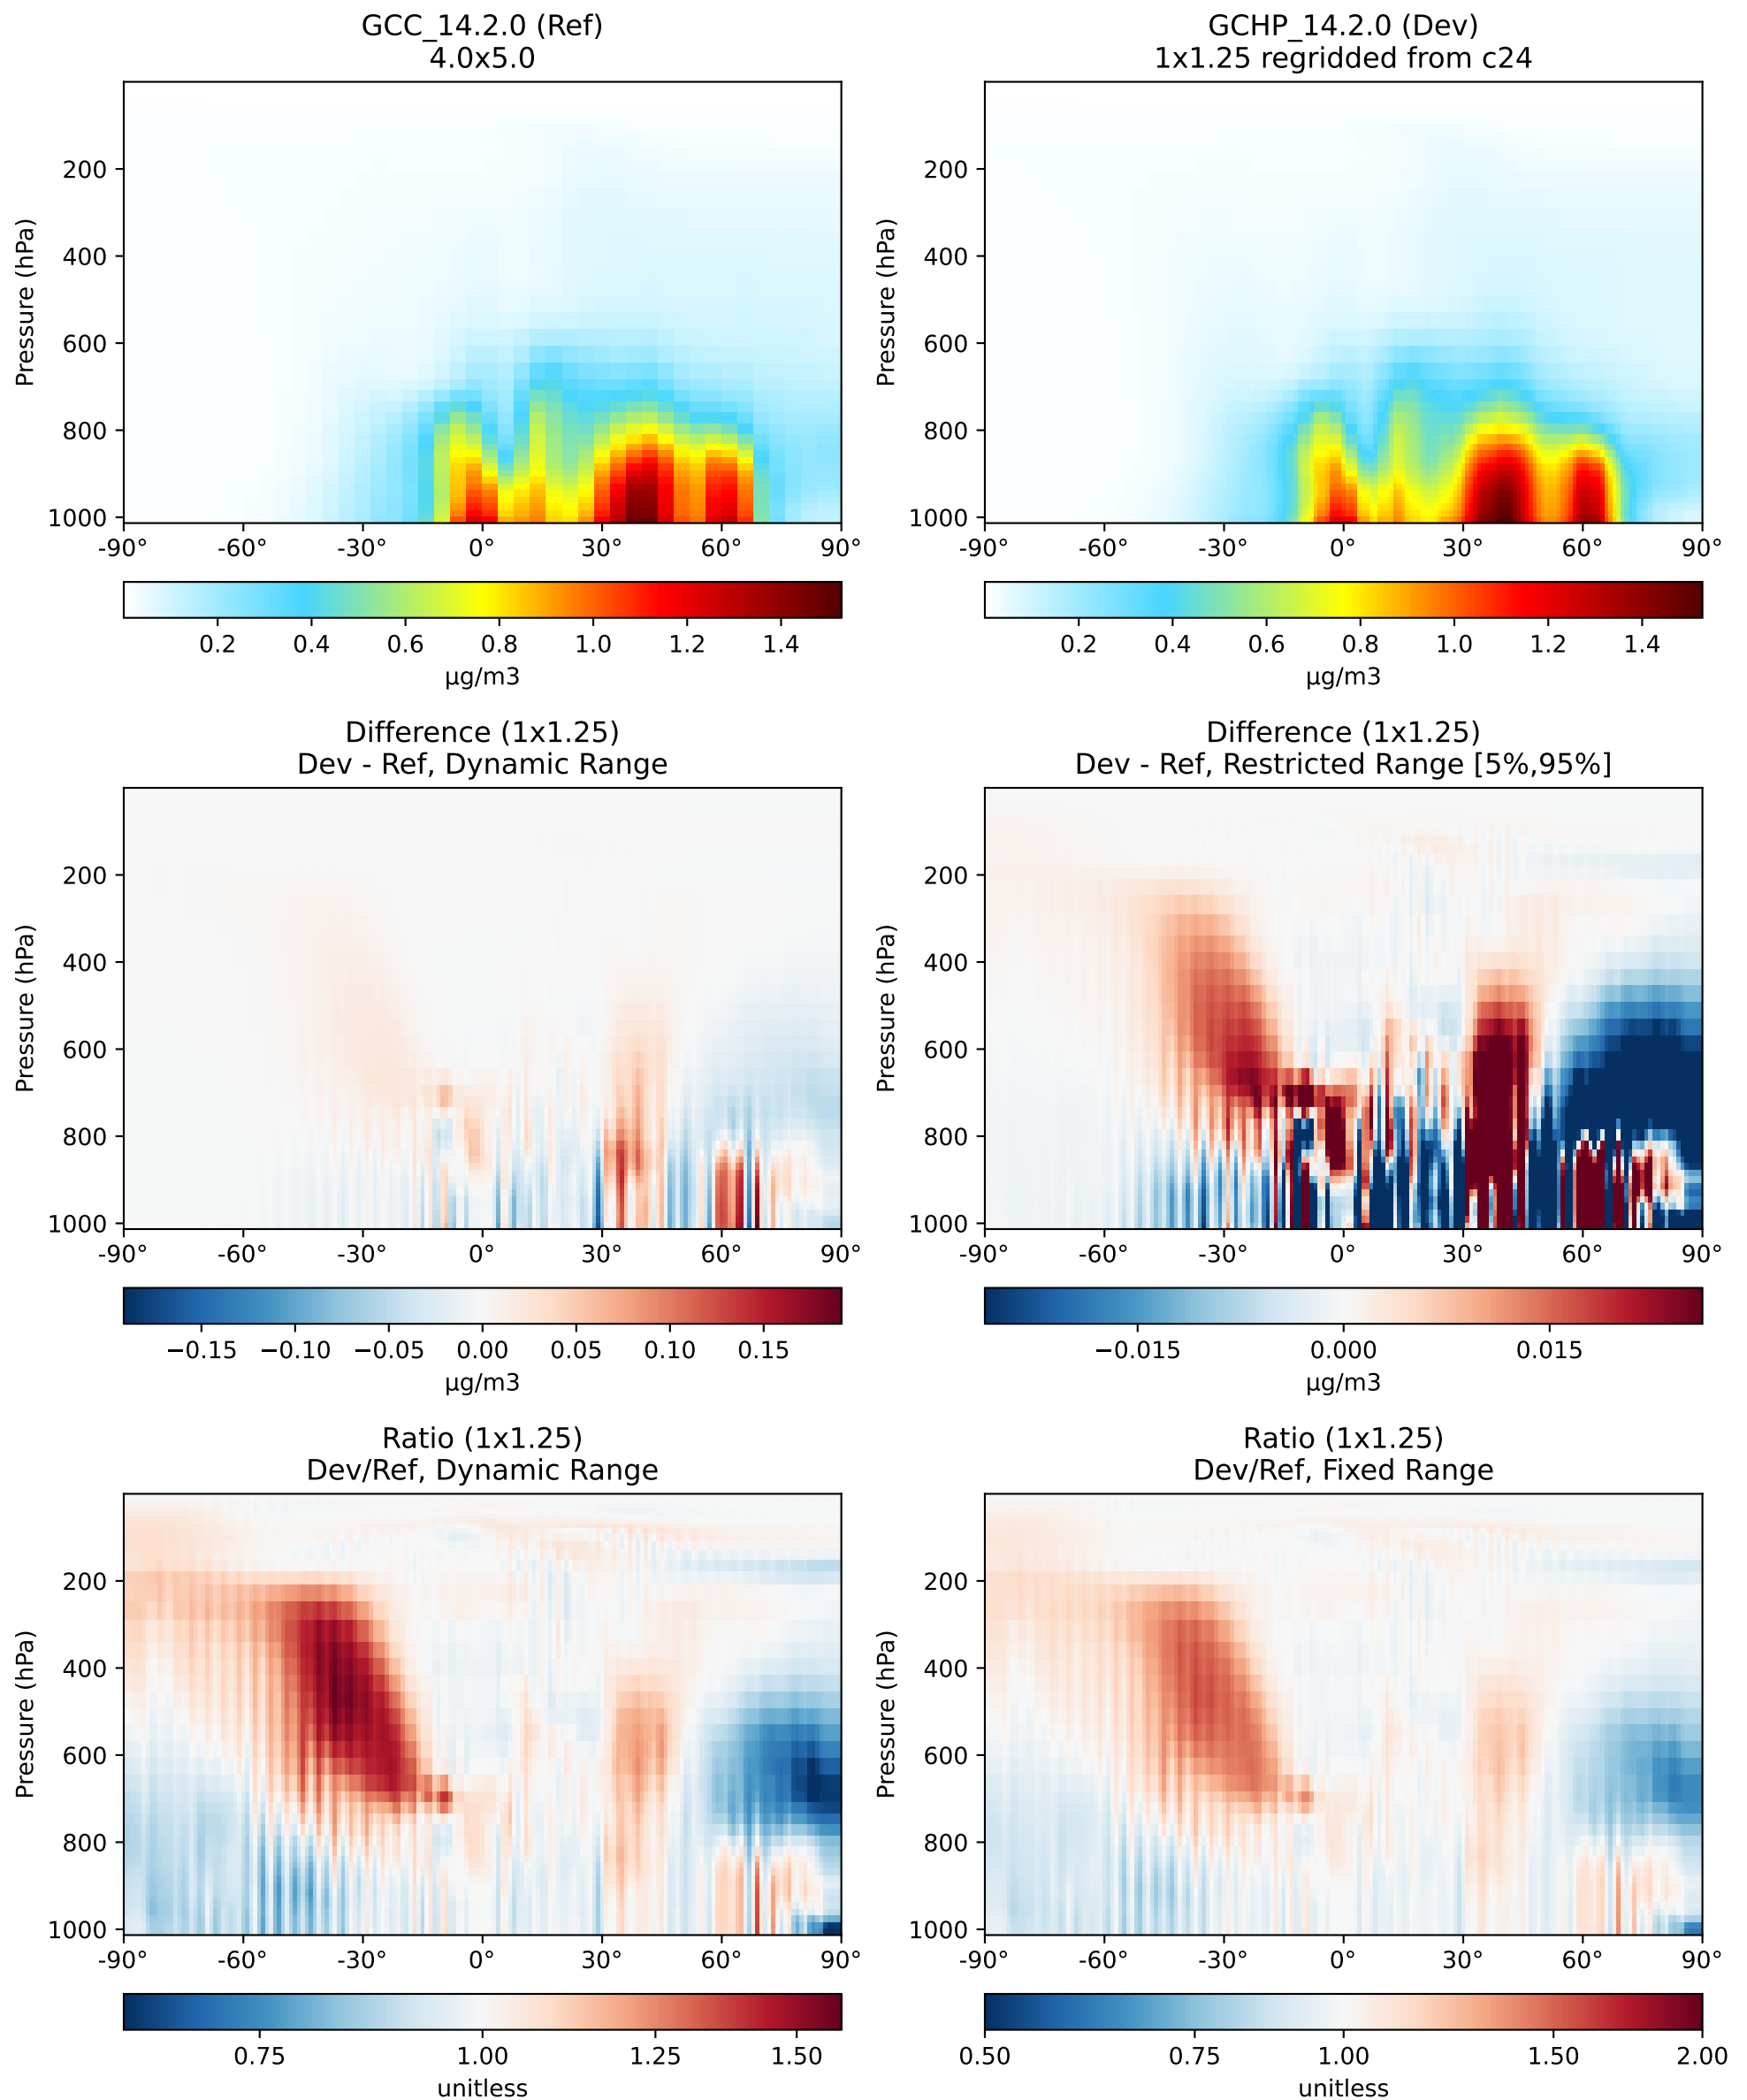 GCC_14.2.0 (Ref)
4.0x5.0
Pressure (hPa)
200
400
600
800
1000
-90° -60° -30° 0° 30° 60° 90°
0.2 0.4 0.6 0.8 1.0 1.2 1.4
µg/m3
GCHP_14.2.0 (Dev)
1x1.25 regridded from c24
Pressure (hPa)
200
400
600
800
1000
-90° -60° -30° 0° 30° 60° 90°
0.2 0.4 0.6 0.8 1.0 1.2 1.4
µg/m3
Difference (1x1.25)
Dev - Ref, Dynamic Range
Pressure (hPa)
200
400
600
800
1000
-90° -60° -30° 0° 30° 60° 90°
−0.15 −0.10 −0.05 0.00 0.05 0.10 0.15
µg/m3
Difference (1x1.25)
Dev - Ref, Restricted Range [5%,95%]
Pressure (hPa)
200
400
600
800
1000
-90° -60° -30° 0° 30° 60° 90°
−0.015 0.000 0.015
µg/m3
Ratio (1x1.25)
Dev/Ref, Dynamic Range
Pressure (hPa)
200
400
600
800
1000
-90° -60° -30° 0° 30° 60° 90°
0.75 1.00 1.25 1.50
unitless
Ratio (1x1.25)
Dev/Ref, Fixed Range
Pressure (hPa)
200
400
600
800
1000
-90° -60° -30° 0° 30° 60° 90°
0.50 0.75 1.00 1.50 2.00
unitless